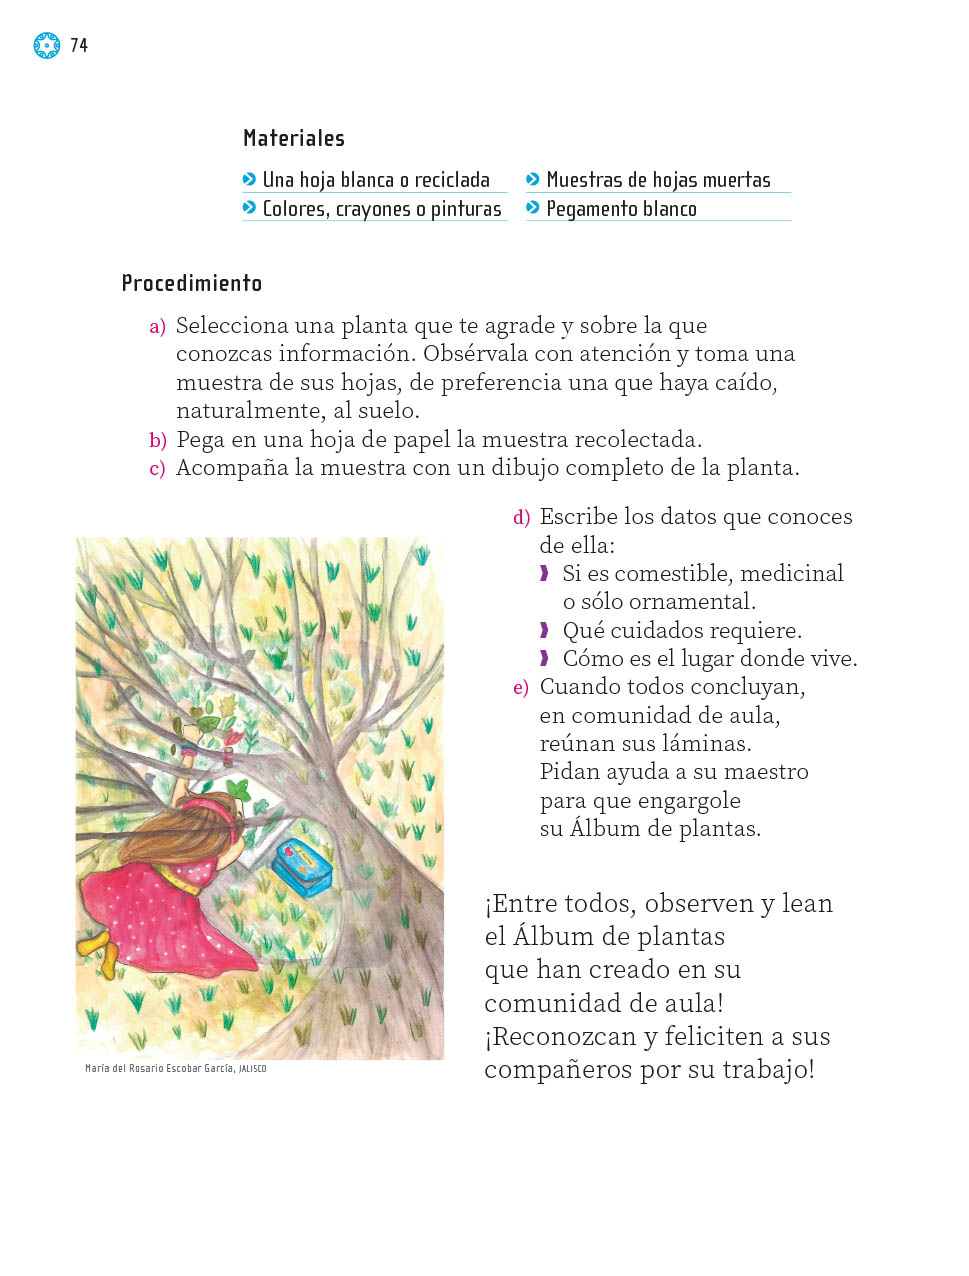 74
Materiales
Una hoja blanca o reciclada
Colores, crayones o pinturas
Muestras de hojas muertas
Pegamento blanco
Procedimiento
a) Selecciona una planta que te agrade y sobre la que
conozcas información. Obsérvala con atención y toma una
muestra de sus hojas, de preferencia una que haya caído,
naturalmente, al suelo.
b) Pega en una hoja de papel la muestra recolectada.
c) Acompaña la muestra con un dibujo completo de la planta.
d) Escribe los datos que conoces
de ella:
Si es comestible, medicinal
o sólo ornamental.
Qué cuidados requiere.
Cómo es el lugar donde vive.
e) Cuando todos concluyan,
en comunidad de aula,
reúnan sus láminas.
Pidan ayuda a su maestro
para que engargole
su Álbum de plantas.
¡Entre todos, observen y lean
el Álbum de plantas
que han creado en su
comunidad de aula!
¡Reconozcan y feliciten a sus
compañeros por su trabajo!
María del Rosario Escobar García, JALISCO